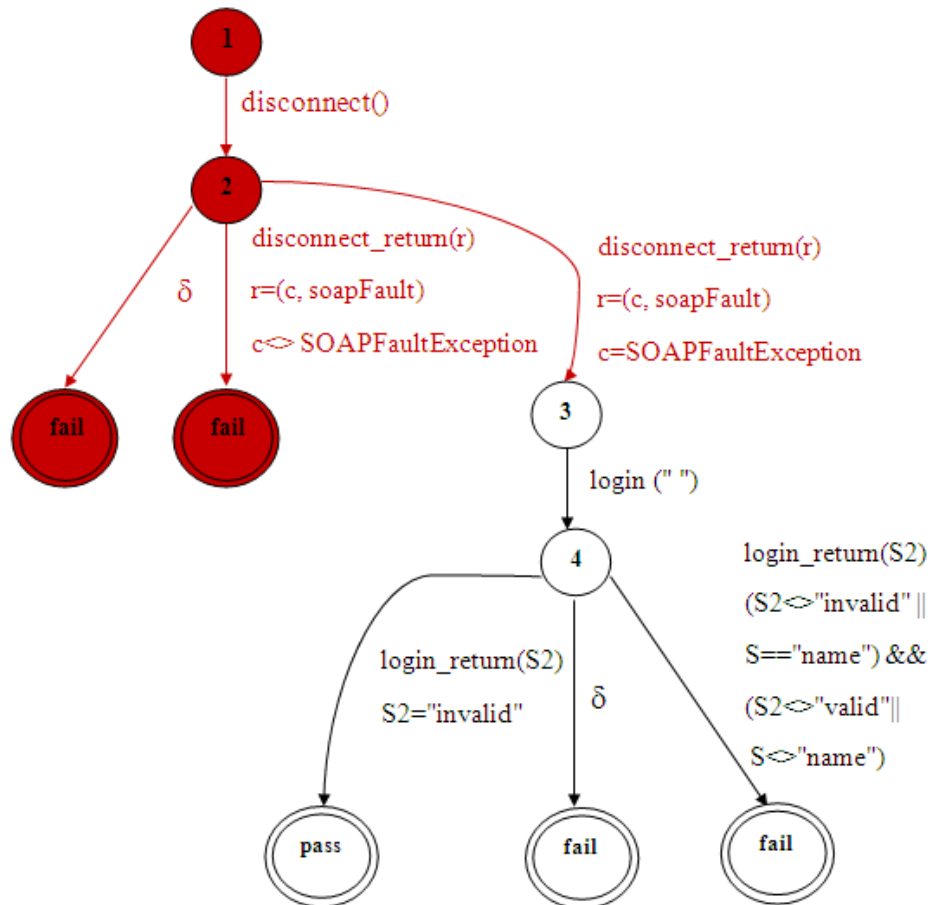 1
disconnect()
2
disconnect_return(r)
r=(c, soapFault)
c<> SOAPFaultException
δ
disconnect_return(r)
r=(c, soapFault)
c=SOAPFaultException
fail
fail
3
login (" ")
4
login_return(S2)
S2="invalid"
δ
login_return(S2)
(S2<>"invalid" ||
S=="name") &&
(S2<>"valid"||
S<>"name")
pass
fail
fail